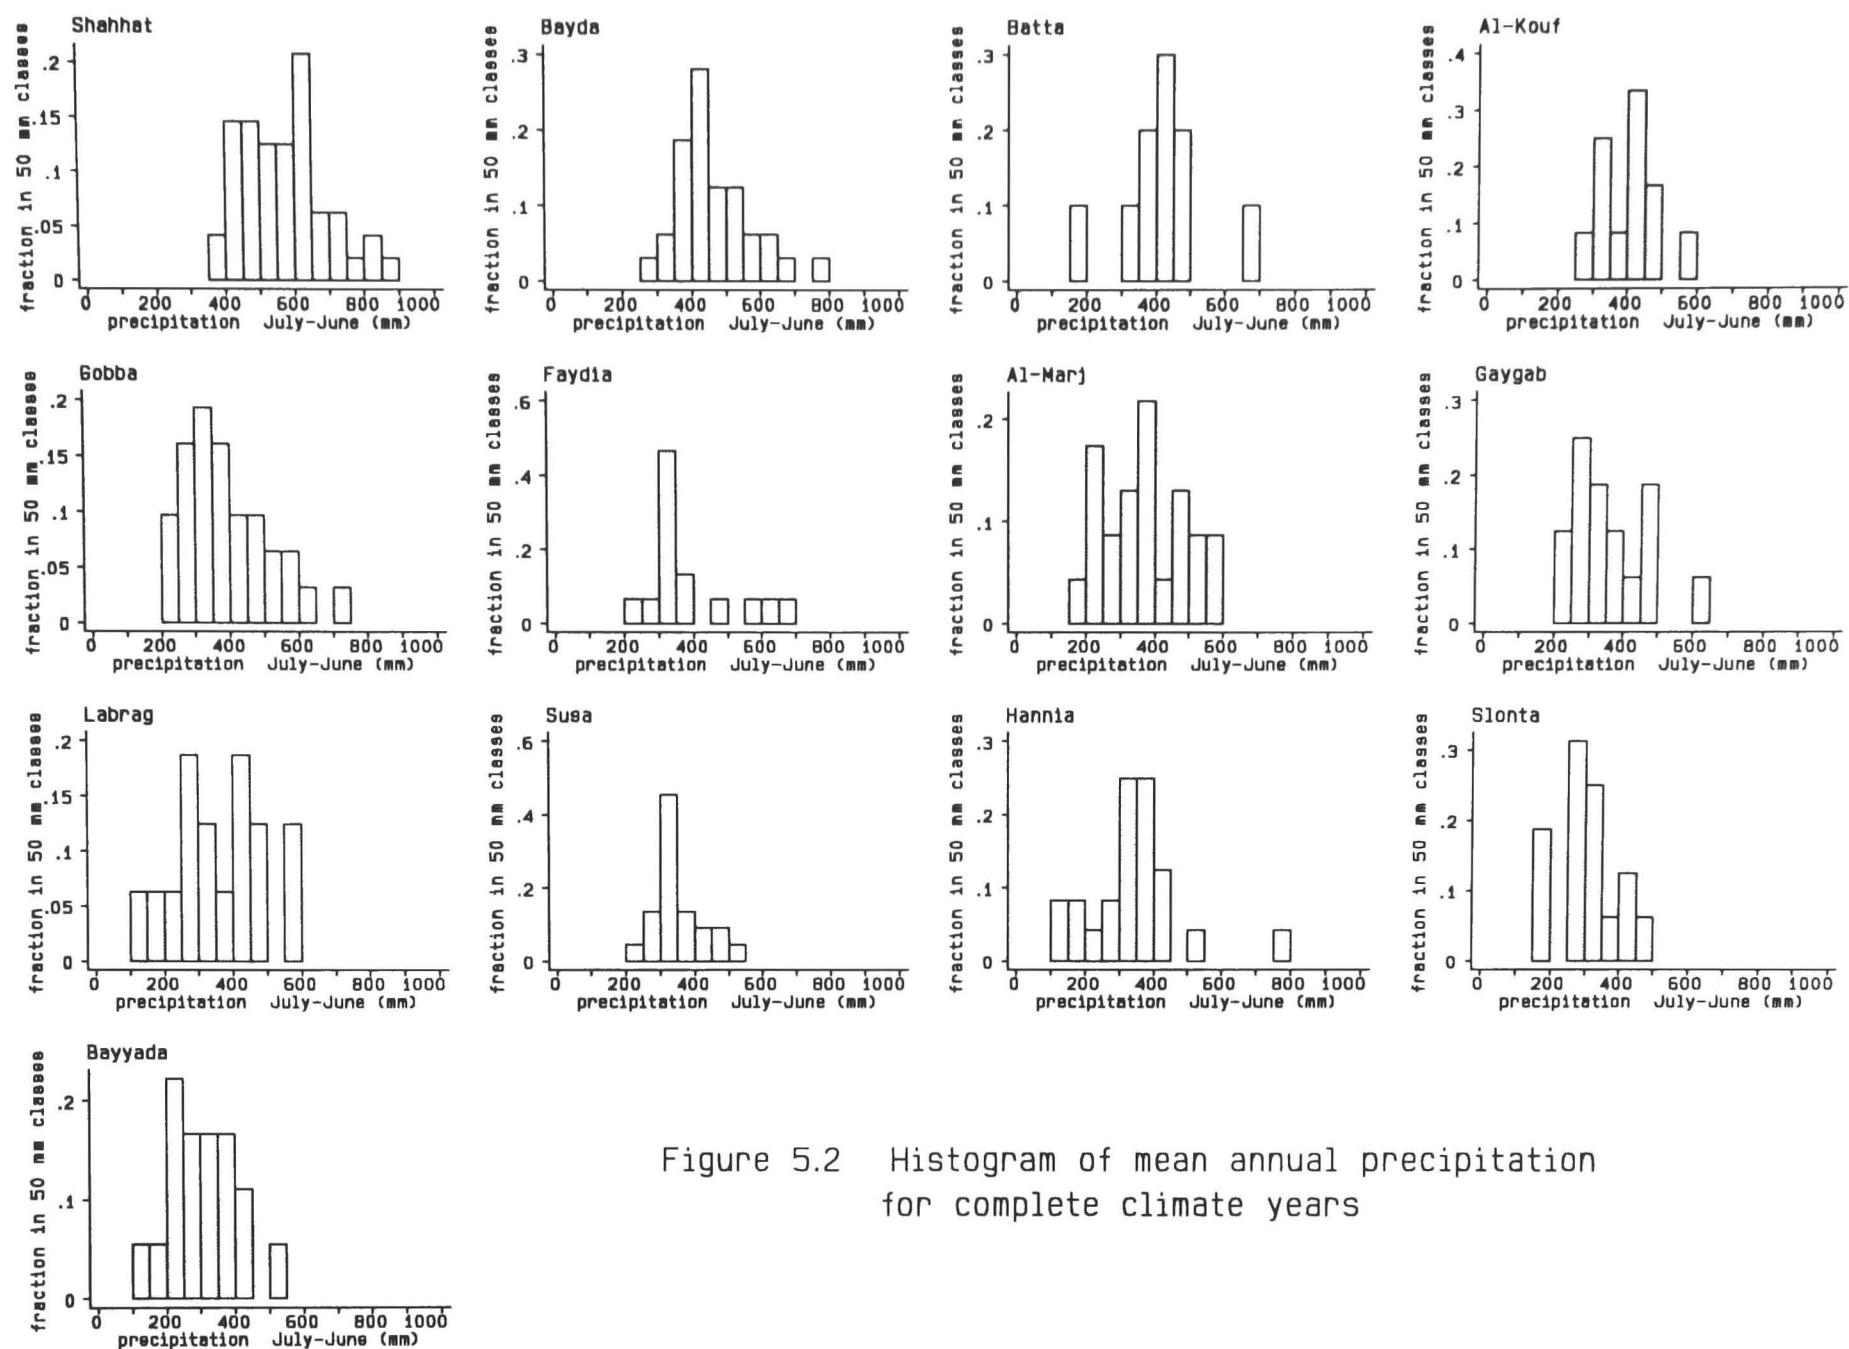 Shahhat
fraction in 50 mm classes
.2
.15
.1
.05
0
0 200 400 600 800 1000
precipitation July-June (mm)
Bayda
fraction in 50 mm classes
.3
.2
.1
0
0 200 400 600 800 1000
precipitation July-June (mm)
Batta
fraction in 50 mm classes
.3
.2
.1
0
0 200 400 600 800 1000
precipitation July-June (mm)
Al-Kouf
fraction in 50 mm classes
.4
.3
.2
.1
0
0 200 400 600 800 1000
precipitation July-June (mm)
Gobba
fraction in 50 mm classes
.2
.15
.1
.05
0
0 200 400 600 800 1000
precipitation July-June (mm)
Faydia
fraction in 50 mm classes
.6
.4
.2
0
0 200 400 600 800 1000
precipitation July-June (mm)
Al-Marj
fraction in 50 mm classes
.2
.1
0
0 200 400 600 800 1000
precipitation July-June (mm)
Gaygab
fraction in 50 mm classes
.3
.2
.1
0
0 200 400 600 800 1000
precipitation July-June (mm)
Labrag
fraction in 50 mm classes
.2
.15
.1
.05
0
0 200 400 600 800 1000
precipitation July-June (mm)
Susa
fraction in 50 mm classes
.6
.4
.2
0
0 200 400 600 800 1000
precipitation July-June (mm)
Hannia
fraction in 50 mm classes
.3
.2
.1
0
0 200 400 600 800 1000
precipitation July-June (mm)
Slonta
fraction in 50 mm classes
.3
.2
.1
0
0 200 400 600 800 1000
precipitation July-June (mm)
Bayyada
fraction in 50 mm classes
.2
.1
0
0 200 400 600 800 1000
precipitation July-June (mm)
Figure 5.2 Histogram of mean annual precipitation
for complete climate years